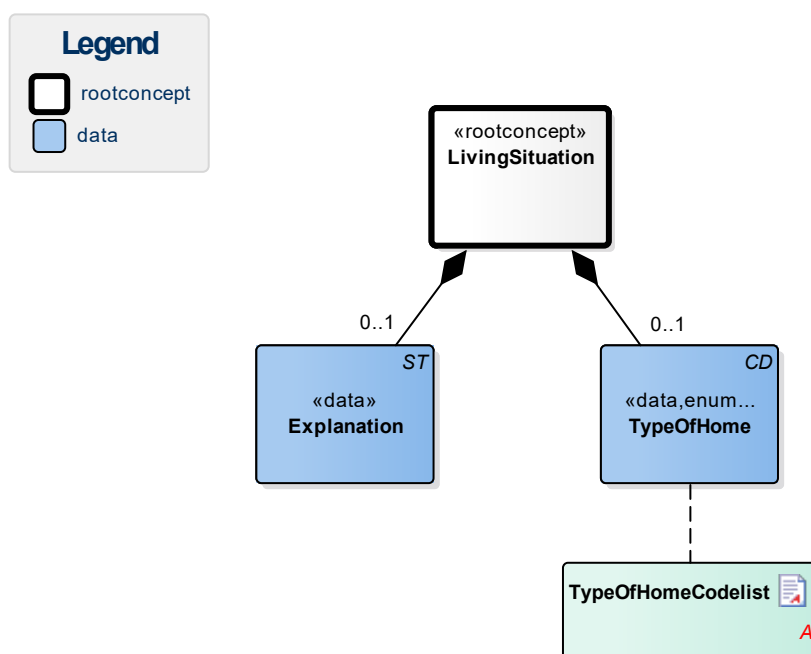 Legend
rootconcept
data
«rootconcept»
LivingSituation
0..1
0..1
ST
«data»
Explanation
CD
«data,enum...
TypeOfHome
TypeOfHomeCodelist
A